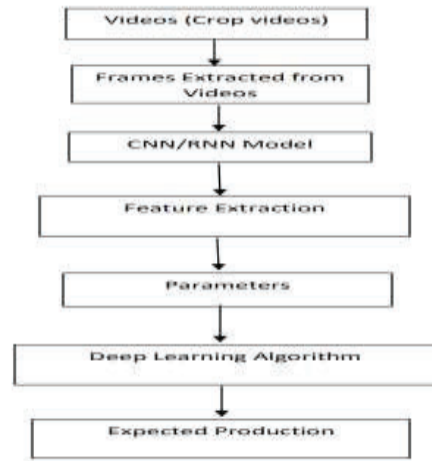 Videos (Crop videos)
Frames Extracted from
Videos
CNN/RNN Model
Feature Extraction
Parameters
Deep Learning Algorithm
Expected Production